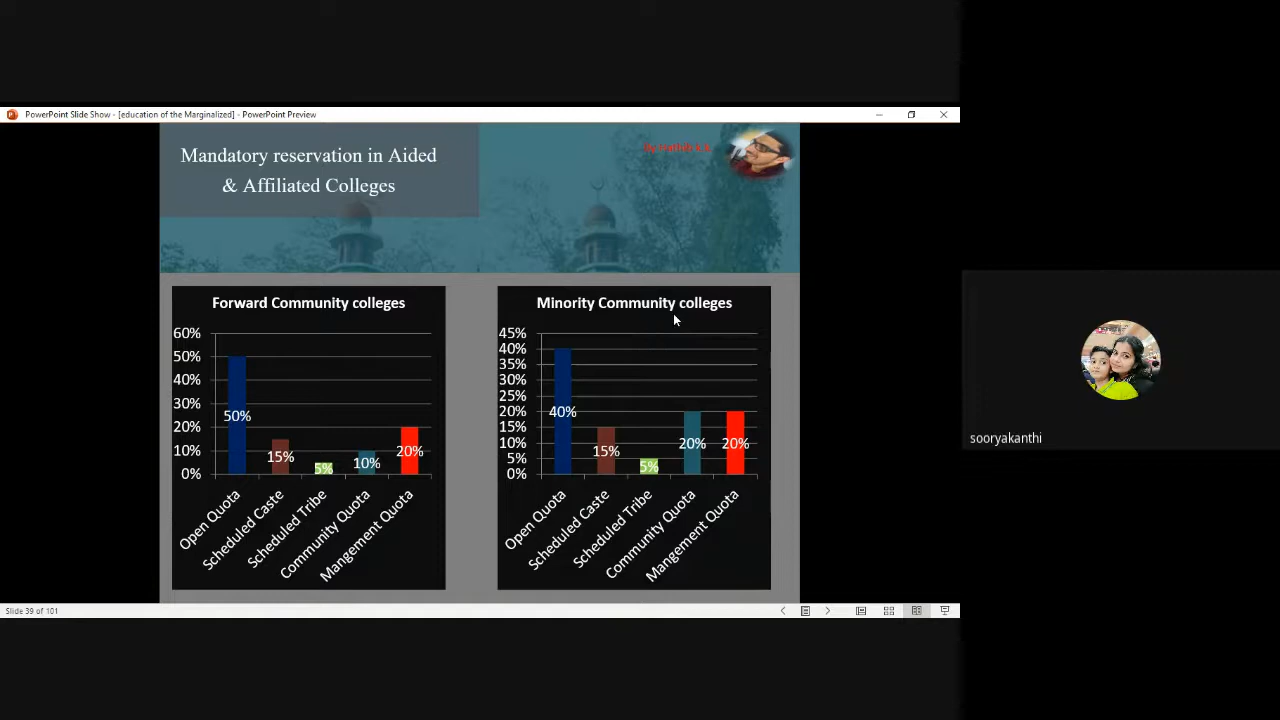 PowerPoint Slide Show - [education of the Marginalized] - PowerPoint Preview
Mandatory reservation in Aided
& Affiliated Colleges
Forward Community colleges
60%
50%
40%
30%
20%
10%
0%
50%
15%
5%
10%
20%
Open Quota
Scheduled Caste
Scheduled Tribe
Community Quota
Mangement Quota
Minority Community colleges
45%
40%
35%
30%
25%
20%
15%
10%
5%
0%
40%
15%
5%
20%
20%
Open Quota
Scheduled Caste
Scheduled Tribe
Community Quota
Mangement Quota
sooryakanthi
Slide 39 of 101